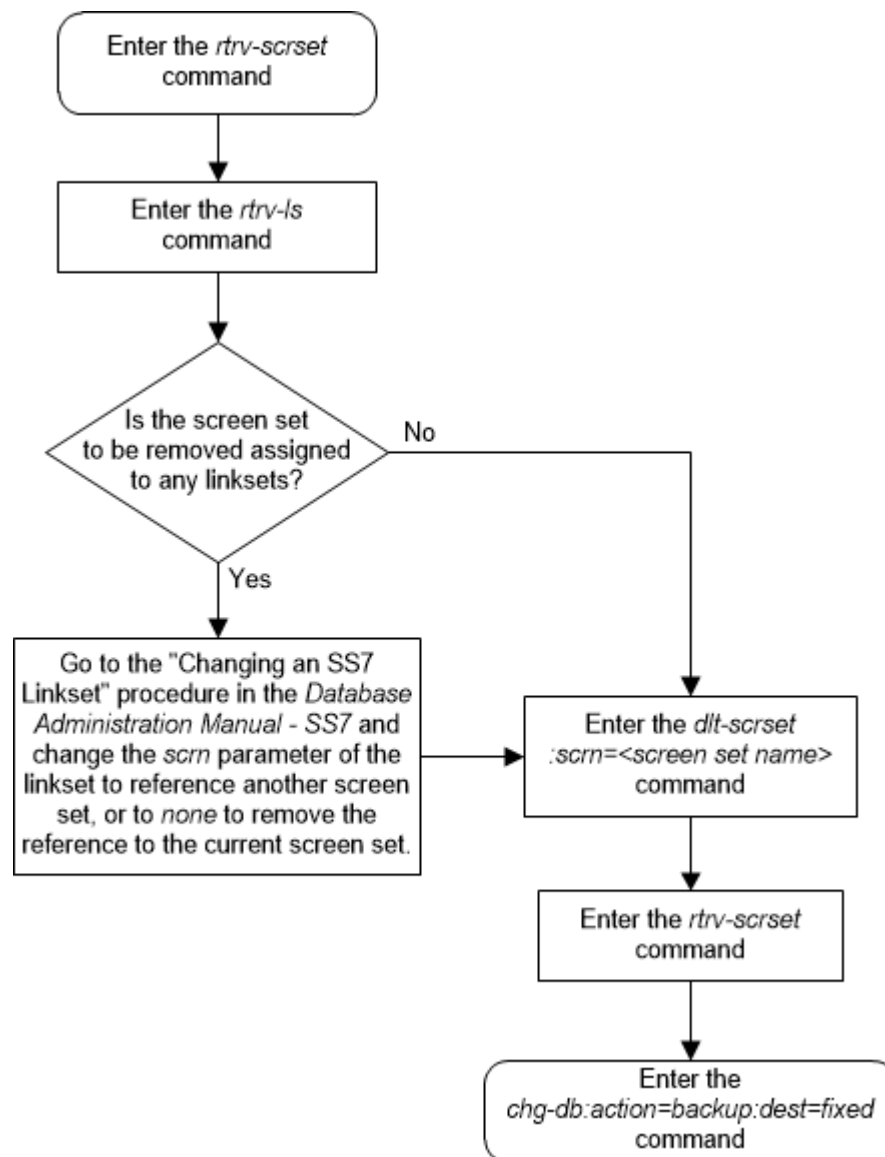 Enter the rtrv-scrset
command
Enter the rtrv-ls
command
Is the screen set
to be removed assigned
to any linksets?
No
Yes
Go to the "Changing an SS7
Linkset" procedure in the Database
Administration Manual - SS7 and
change the scrn parameter of the
linkset to reference another screen
set, or to none to remove the
reference to the current screen set.
Enter the dlt-scrset
:scrn=<screen set name>
command
Enter the rtrv-scrset
command
Enter the
chg-db:action=backup:dest=fixed
command